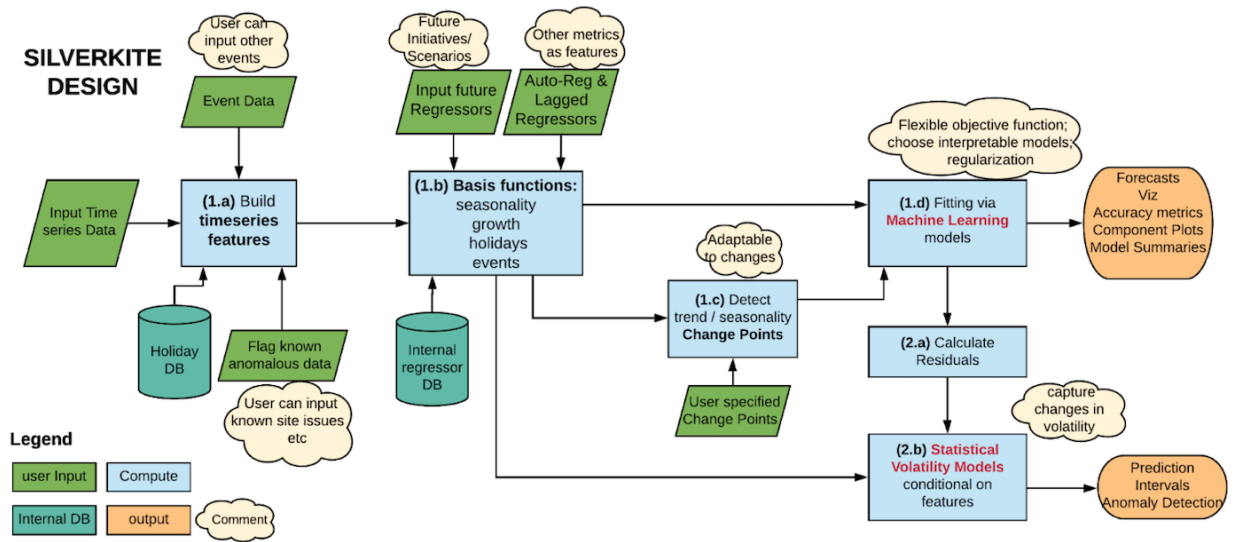 SILVERKITE
DESIGN
User can
input other
events
Event Data
Input Time
series Data
(1.a) Build
timeseries
features
Holiday
DB
Flag known
anomalous data
User can input
known site issues
etc
Future
Initiatives/
Scenarios
Other metrics
as features
Input future
Regressors
Auto-Reg &
Lagged
Regressors
(1.b) Basis functions:
seasonality
growth
holidays
events
Internal
regressor
DB
Adaptable
to changes
(1.c) Detect
trend / seasonality
Change Points
User specified
Change Points
Flexible objective function;
choose interpretable models;
regularization
(1.d) Fitting via
Machine Learning
models
Forecasts
Viz
Accuracy metrics
Component Plots
Model Summaries
(2.a) Calculate
Residuals
capture
changes in
volatility
(2.b) Statistical
Volatility Models
conditional on
features
Prediction
Intervals
Anomaly Detection
Legend
user Input
Compute
Internal DB
output
Comment